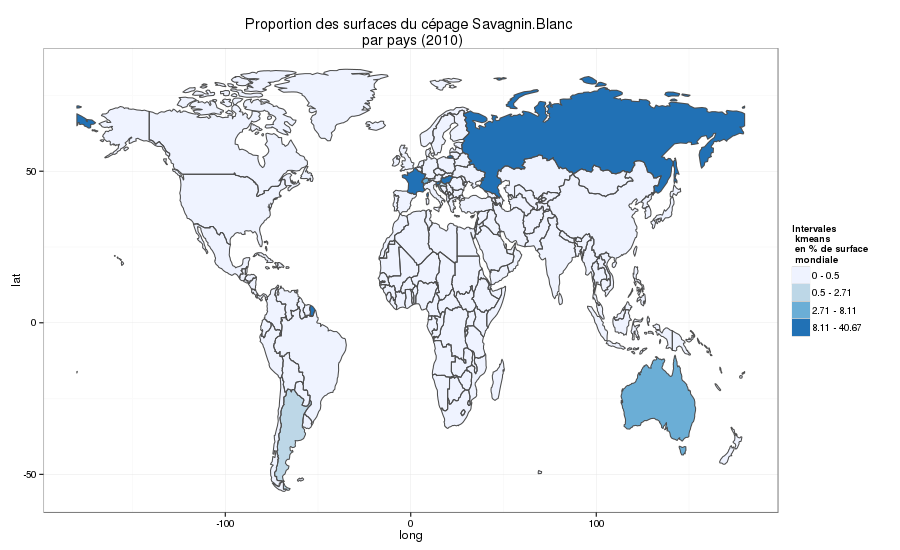 Proportion des surfaces du cépage Savagnin.Blanc
par pays (2010)
50
0
-50
lat
-100
0
100
long
Intervales
kmeans
en % de surface
mondiale
0 - 0.5
0.5 - 2.71
2.71 - 8.11
8.11 - 40.67